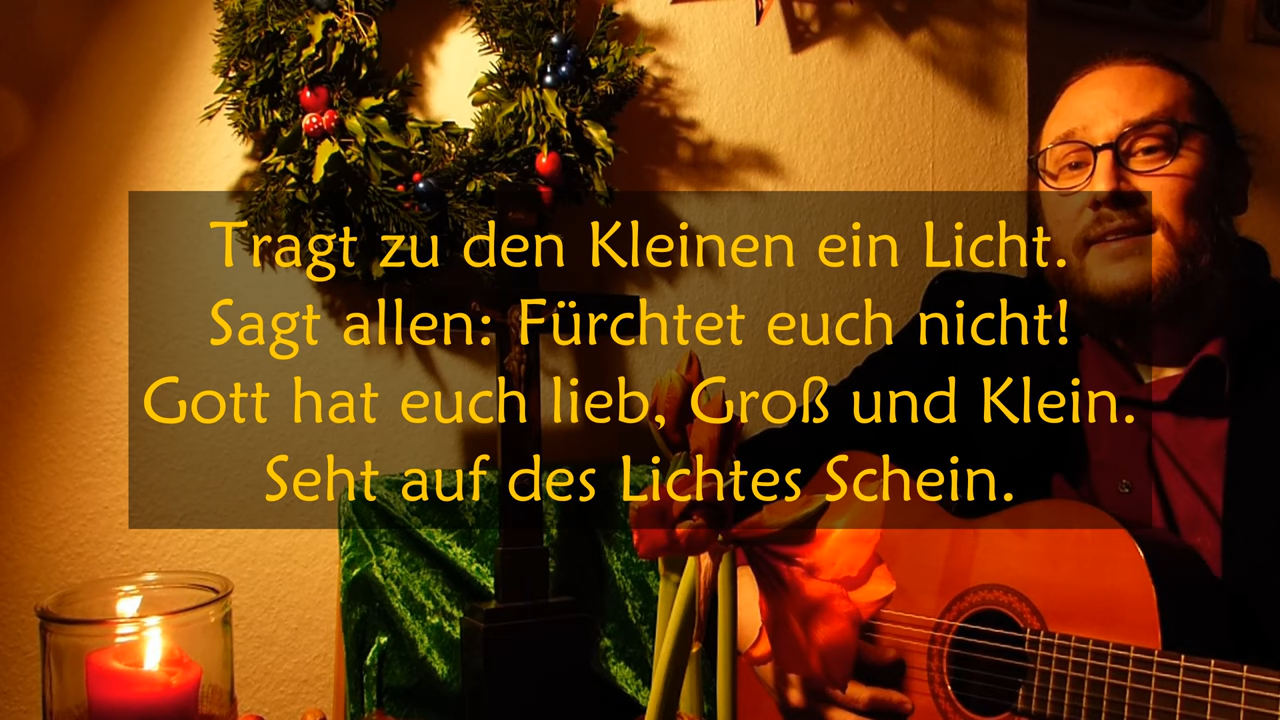 Tragt zu den Kleinen ein Licht.
Sagt allen: Fürchtet euch nicht!
Gott hat euch lieb, Groß und Klein.
Seht auf des Lichtes Schein.